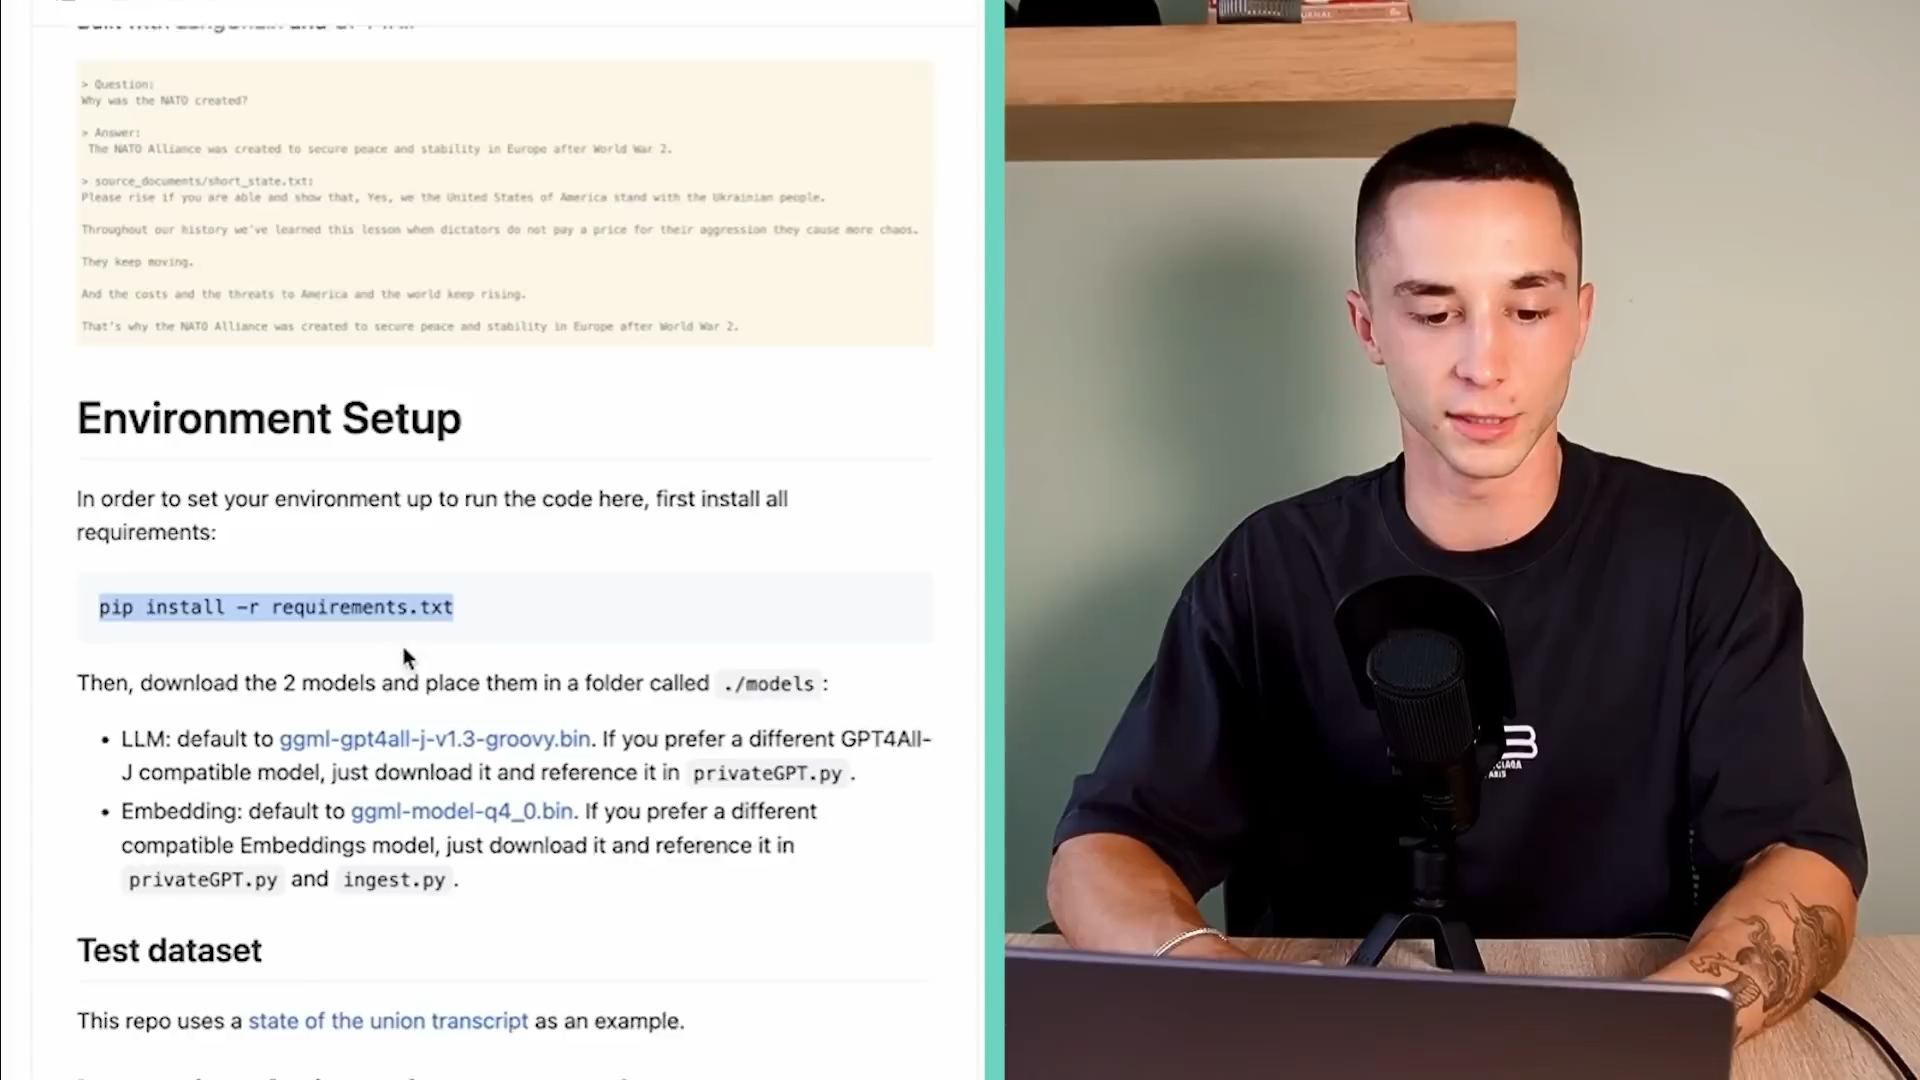 > Question:
Why was the NATO created?
> Answer:
The NATO Alliance was created to secure peace and stability in Europe after World War 2.
> source_documents/short_state.txt:
Please rise if you are able and show that, Yes, we the United States of America stand with the Ukrainian people.
Throughout our history we've learned this lesson when dictators do not pay a price for their aggression they cause more chaos.
They keep moving.
And the costs and the threats to America and the world keep rising.
That's why the NATO Alliance was created to secure peace and stability in Europe after World War 2.
Environment Setup
In order to set your environment up to run the code here, first install all
requirements:
pip install -r requirements.txt
Then, download the 2 models and place them in a folder called ./models :
• LLM: default to ggml-gpt4all-j-v1.3-groovy.bin. If you prefer a different GPT4All-
J compatible model, just download it and reference it in privateGPT.py .
• Embedding: default to ggml-model-q4_0.bin. If you prefer a different
compatible Embeddings model, just download it and reference it in
privateGPT.py and ingest.py .
Test dataset
This repo uses a state of the union transcript as an example.